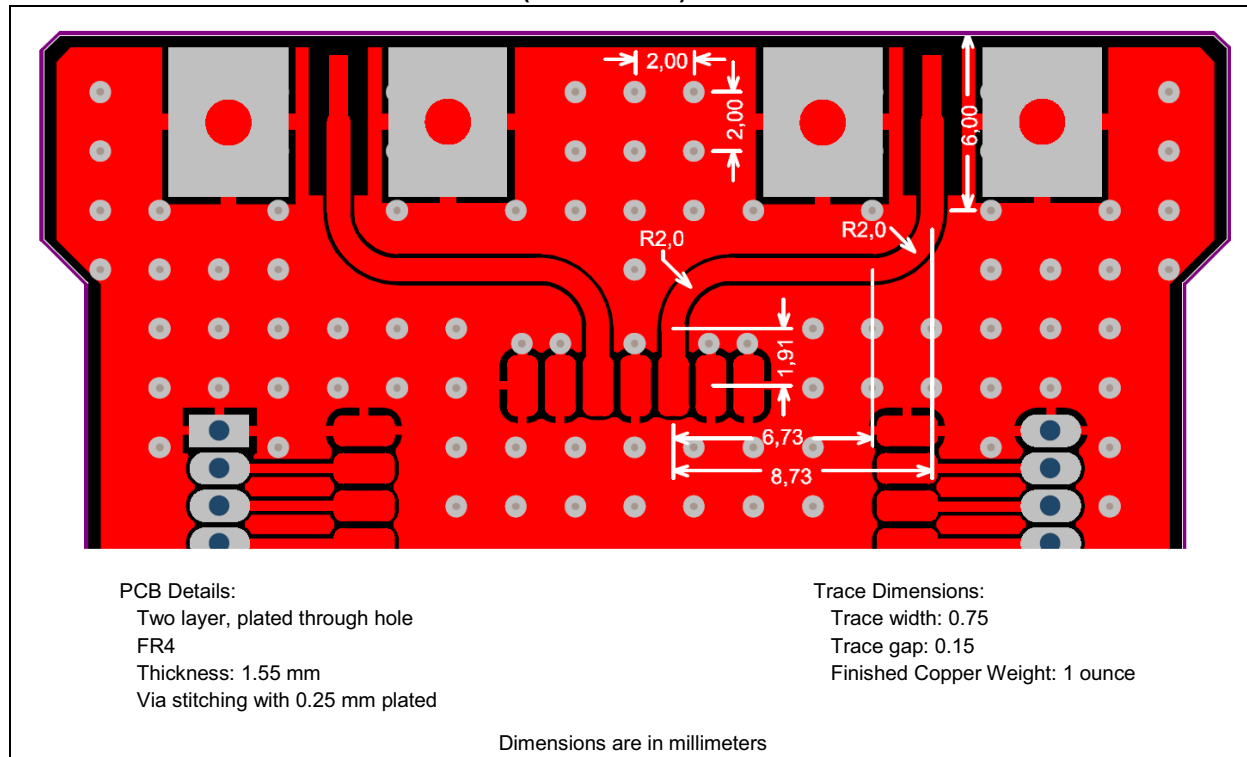 2,00
2,00
6,00
R2,0
R2,0
1,91
6,73
8,73
PCB Details:
Two layer, plated through hole
FR4
Thickness: 1.55 mm
Via stitching with 0.25 mm plated
Trace Dimensions:
Trace width: 0.75
Trace gap: 0.15
Finished Copper Weight: 1 ounce
Dimensions are in millimeters